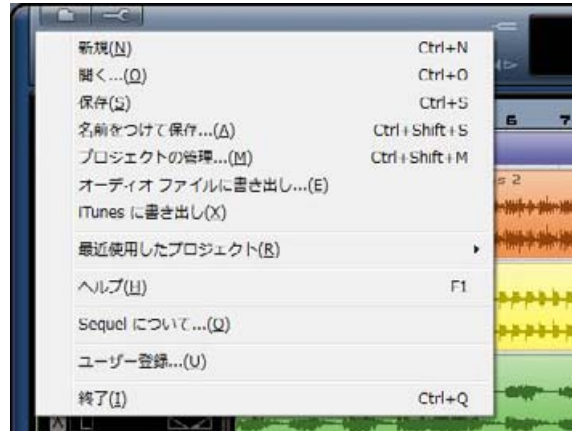 新規(N) Ctrl+N
開く...(O) Ctrl+O
保存(S) Ctrl+S
名前をつけて保存...(A) Ctrl+Shift+S
プロジェクトの管理...(M) Ctrl+Shift+M
オーディオ ファイルに書き出し...(E)
iTunes に書き出し(X)
最近使用したプロジェクト(R)
ヘルプ(H) F1
Sequel について...(Q)
ユーザー登録...(U)
終了(I) Ctrl+Q
6 7
s 2